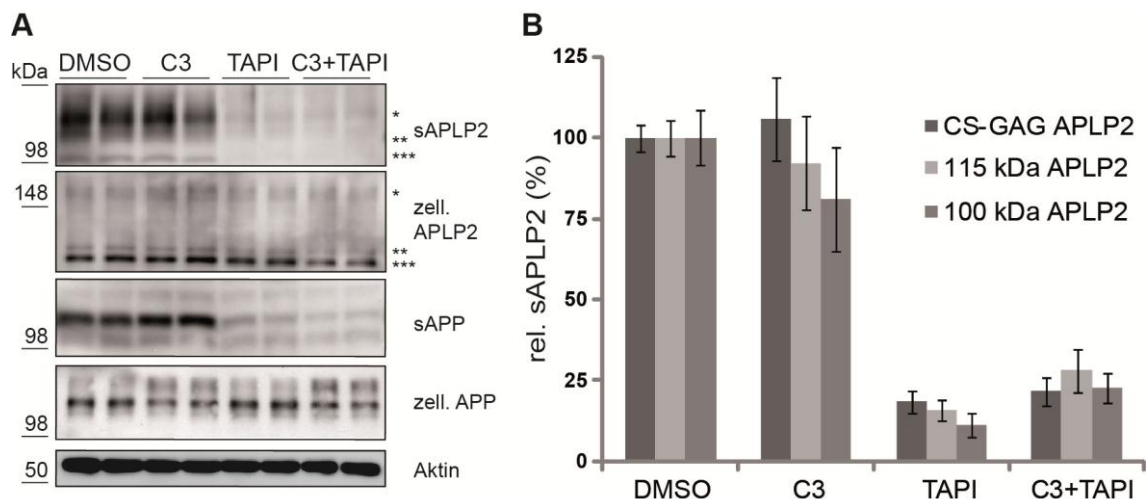 A
kDa
DMSO C3 TAPI C3+TAPI
*
sAPLP2
**
98
***
148
*
zell.
APLP2
**
***
sAPP
98
zell. APP
98
50
Aktin
B
rel. sAPLP2 (%)
125
100
75
50
25
0
CS-GAG APLP2
115 kDa APLP2
100 kDa APLP2
DMSO C3 TAPI C3+TAPI